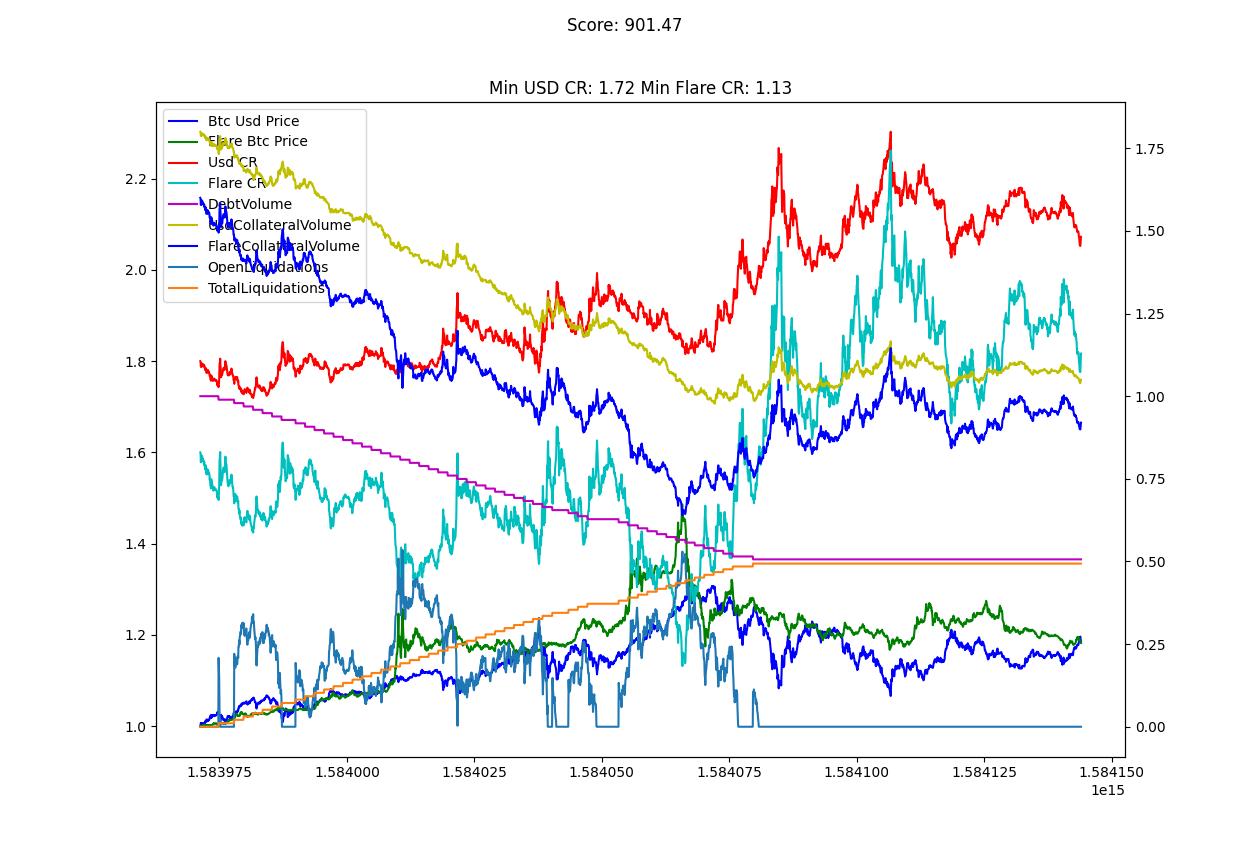 Score: 901.47
Min USD CR: 1.72 Min Flare CR: 1.13
Btc Usd Price
Flare Btc Price
Usd CR
Flare CR
DebtVolume
UsdCollateralVolume
FlareCollateralVolume
OpenLiquidations
TotalLiquidations
2.2
2.0
1.8
1.6
1.4
1.2
1.0
1.75
1.50
1.25
1.00
0.75
0.50
0.25
0.00
1.583975
1.584000
1.584025
1.584050
1.584075
1.584100
1.584125
1.584150
1e15